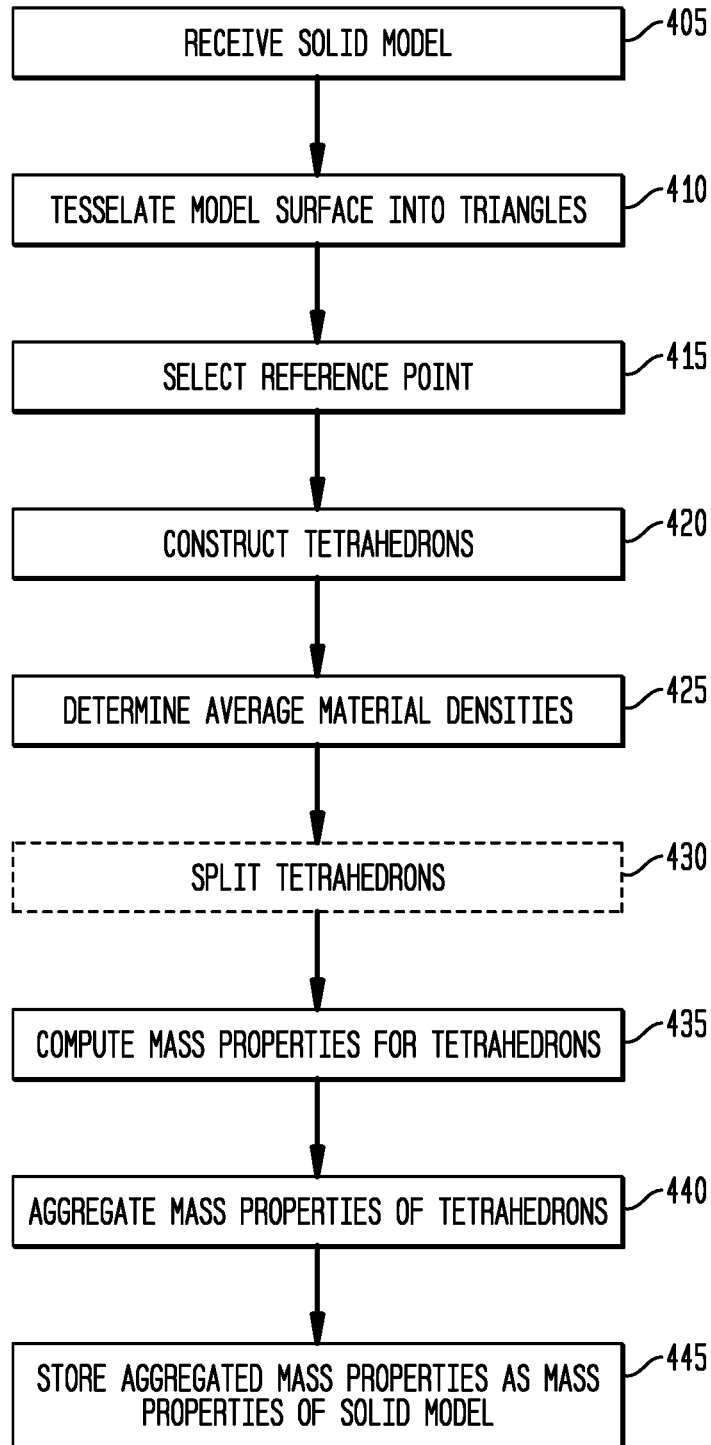 RECEIVE SOLID MODEL
405
TESSELATE MODEL SURFACE INTO TRIANGLES
410
SELECT REFERENCE POINT
415
CONSTRUCT TETRAHEDRONS
420
DETERMINE AVERAGE MATERIAL DENSITIES
425
SPLIT TETRAHEDRONS
430
COMPUTE MASS PROPERTIES FOR TETRAHEDRONS
435
AGGREGATE MASS PROPERTIES OF TETRAHEDRONS
440
STORE AGGREGATED MASS PROPERTIES AS MASS
PROPERTIES OF SOLID MODEL
445